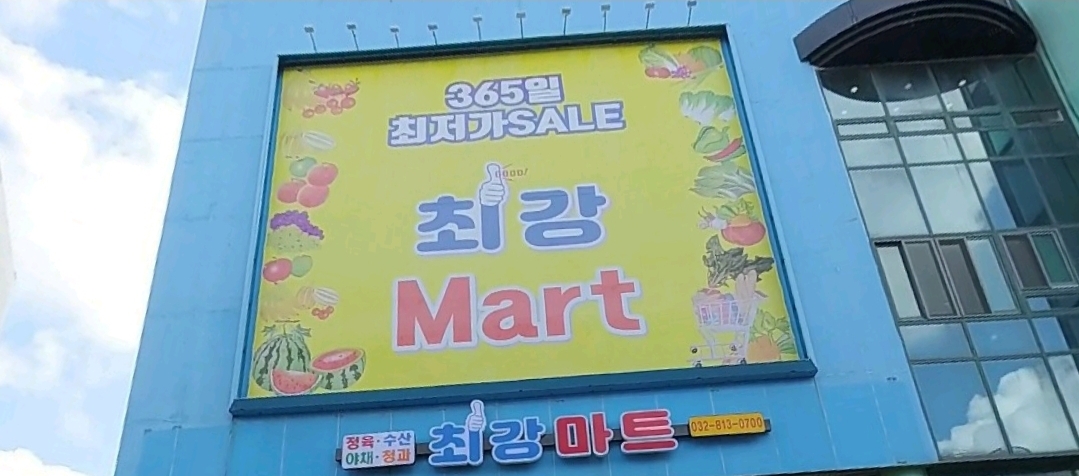 365일
최저가SALE
GOOD!
최강
Mart
정육·수산
야채·청과
최강마트
032-813-0700